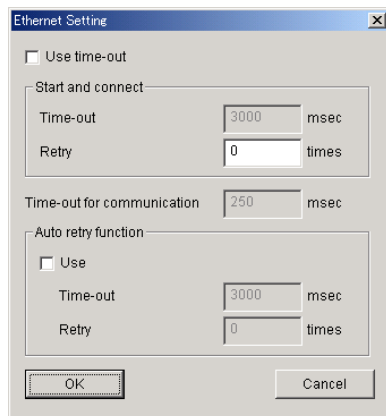 Ethernet Setting
Use time-out
Start and connect
Time-out 3000 msec
Retry 0 times
Time-out for communication 250 msec
Auto retry function
Use
Time-out 3000 msec
Retry 0 times
OK Cancel